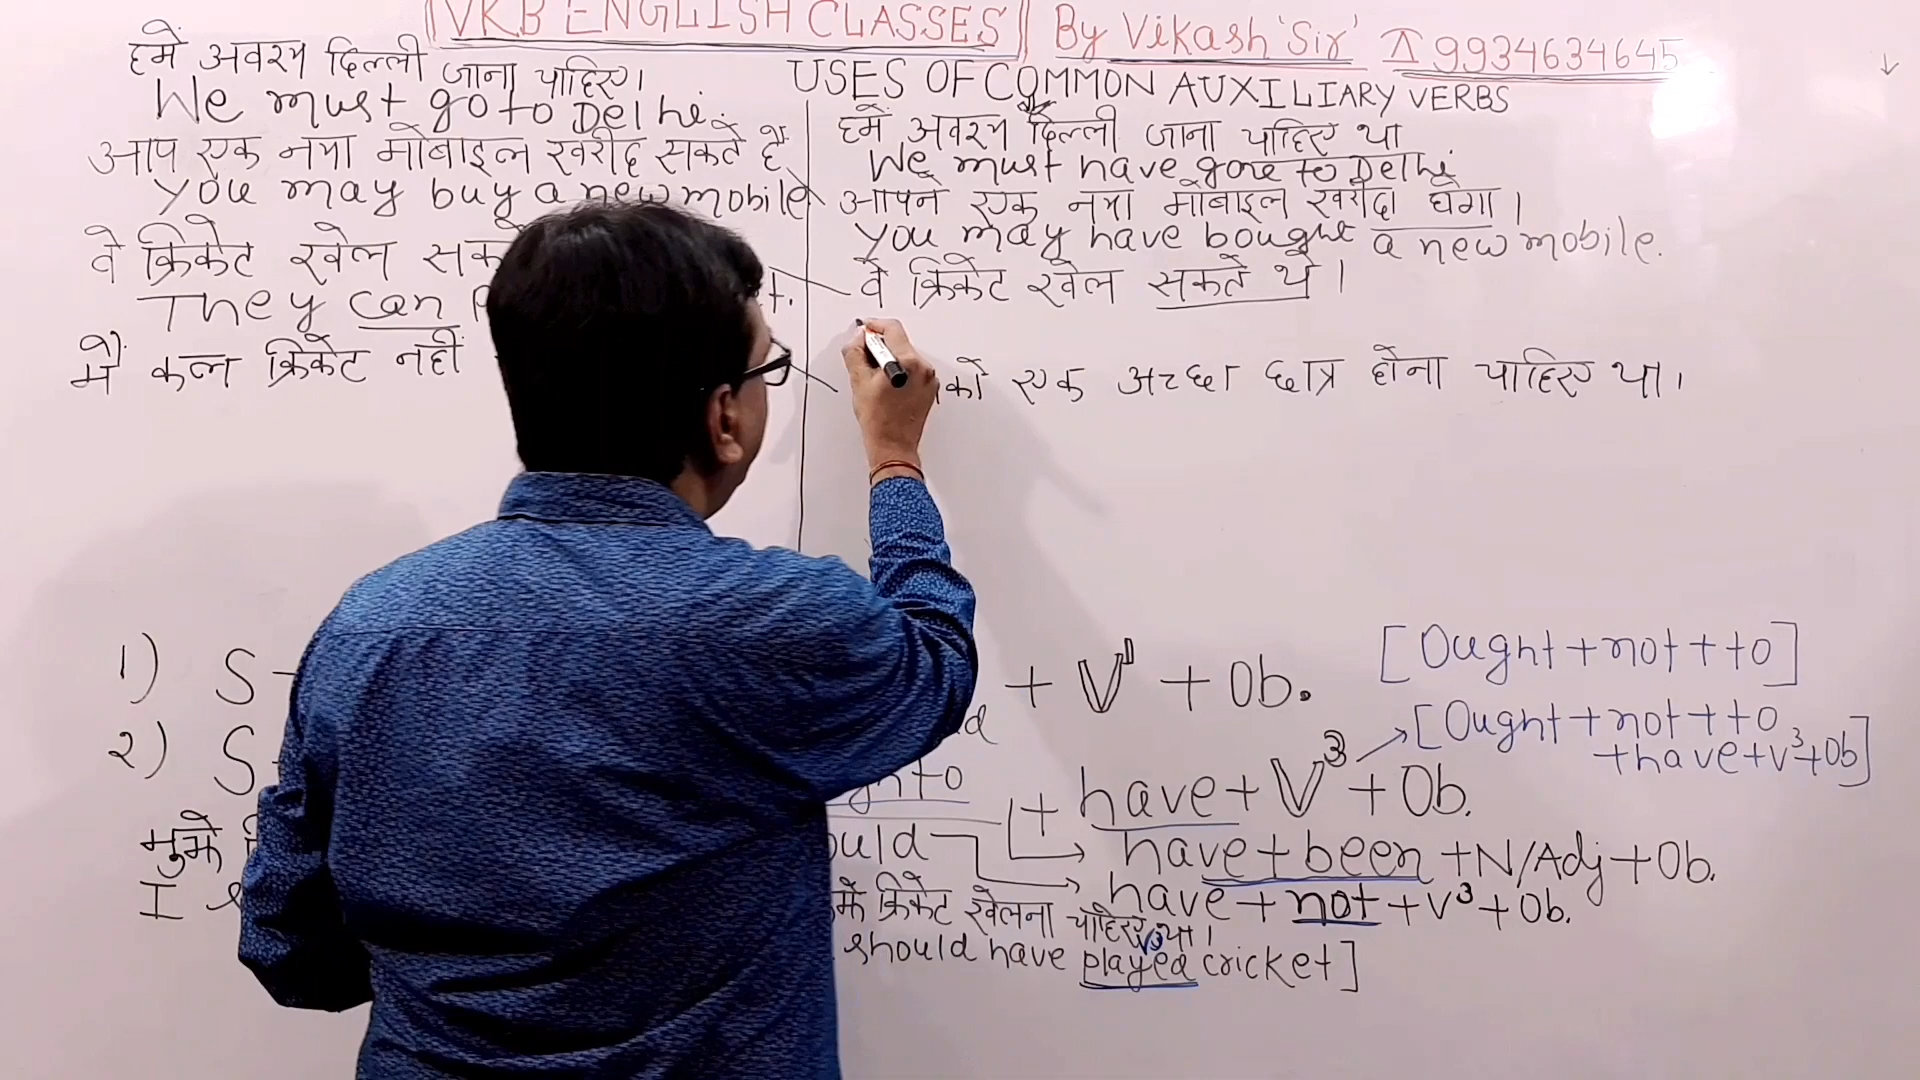 VKB ENGLISH CLASSES By Vikash 'Sir' 9934634645
USES OF COMMON AUXILIARY VERBS
हमें अवश्य दिल्ली जाना चाहिए।
We must go to Delhi.
आप एक नया मोबाइल खरीद सकते हैं
You may buy a new mobile
वे क्रिकेट खेल
They can
मैं कल क्रिकेट नहीं
हमें अवश्य दिल्ली जाना चाहिए था
We must have gone to Delhi.
आपने एक नया मोबाइल खरीदा होगा।
You may have bought a new mobile.
वे क्रिकेट खेल सकते थे।
एक अच्छा छात्र होना चाहिए था।
1) S + V¹ + Ob.
[Ought + not + to]
2) S
[Ought + not + to
+have+V³+Ob]
+ have + V³ + Ob.
have + been + N/Adj + Ob.
have + not + V³ + Ob.
मुझे
I
क्रिकेट खेलना चाहिए था।
should have played cricket]